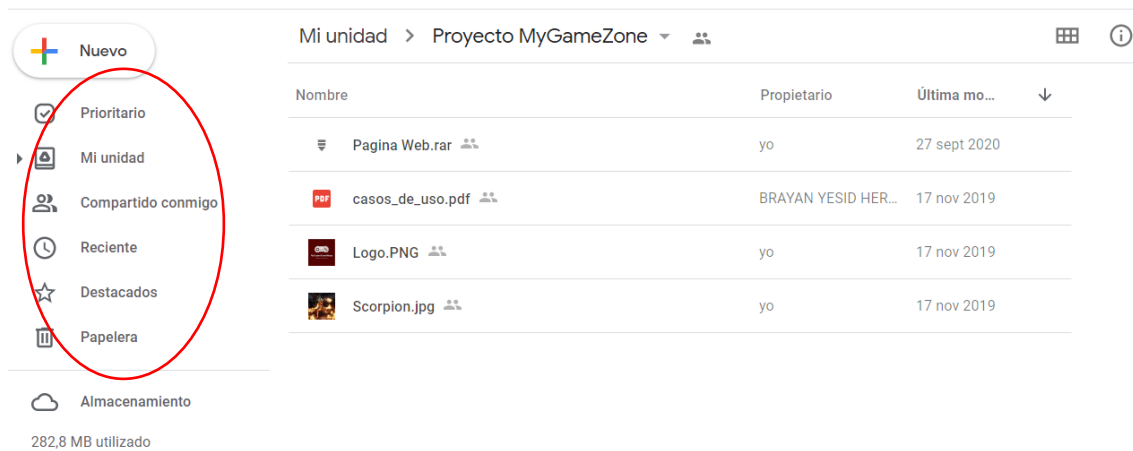 Nuevo
Prioritario
Mi unidad
Compartido conmigo
Reciente
Destacados
Papelera
Almacenamiento
282,8 MB utilizado
Mi unidad > Proyecto MyGameZone
Nombre Propietario Última mo...
Pagina Web.rar yo 27 sept 2020
PDF casos_de_uso.pdf BRAYAN YESID HER... 17 nov 2019
Logo.PNG yo 17 nov 2019
Scorpion.jpg yo 17 nov 2019